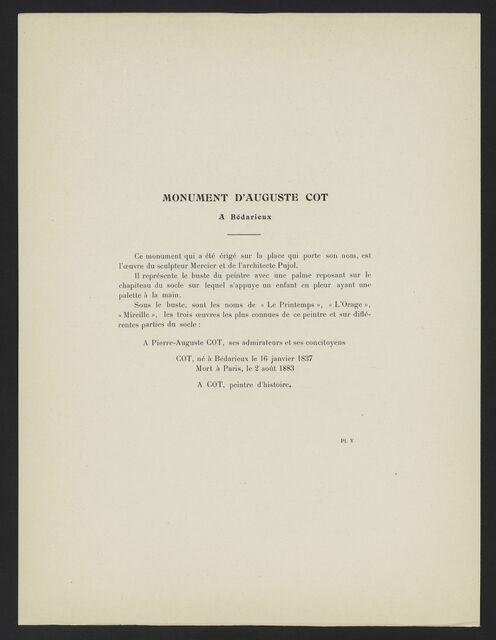 MONUMENT D'AUGUSTE COT
A Bédarieux
Ce monument qui a été érigé sur la place qui porte son nom, est
l'œuvre du sculpteur Mercier et de l'architecte Pujol.
Il représente le buste du peintre avec une palme reposant sur le
chapiteau du socle sur lequel s'appuye un enfant en pleur ayant une
palette à la main.
Sous le buste, sont les noms de « Le Printemps », « L'Orage »,
« Mireille », les trois œuvres les plus connues de ce peintre et sur diffé-
rentes parties du socle :
A Pierre-Auguste COT, ses admirateurs et ses concitoyens
COT, né à Bédarieux le 16 janvier 1837
Mort à Paris, le 2 août 1883
A COT, peintre d'histoire.
Pl. V